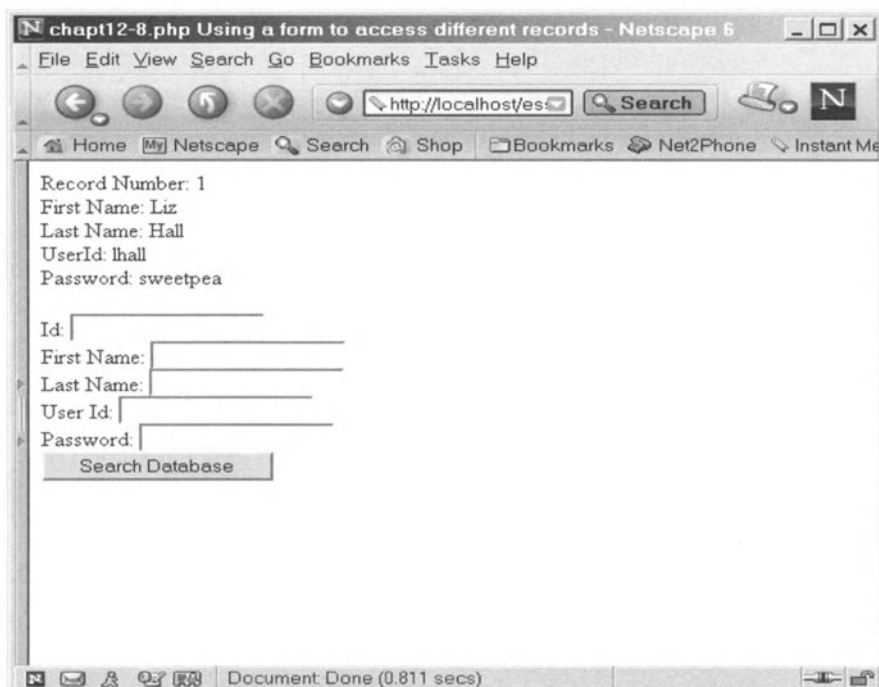 N chapt12-8.php Using a form to access different records - Netscape 6
File Edit View Search Go Bookmarks Tasks Help
http://localhost/es Search N
Home My Netscape Search Shop Bookmarks Net2Phone Instant Me
Record Number: 1
First Name: Liz
Last Name: Hall
UserId: lhall
Password: sweetpea
Id:
First Name:
Last Name:
User Id:
Password:
Search Database
N Document: Done (0.811 secs)